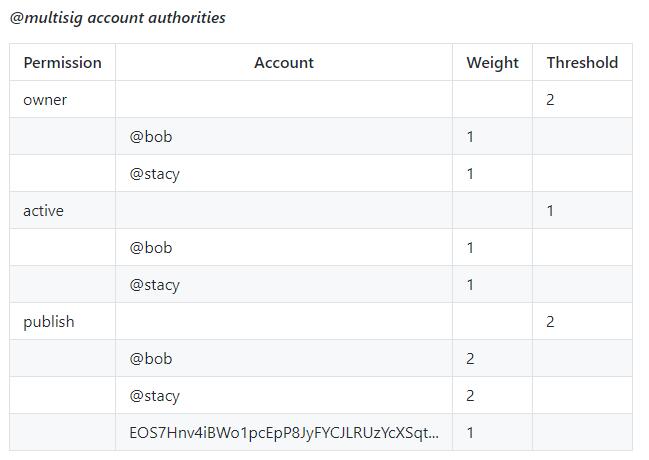 @multisig account authorities
Permission Account Weight Threshold
owner 2
@bob 1
@stacy 1
active 1
@bob 1
@stacy 1
publish 2
@bob 2
@stacy 2
EOS7Hnv4iBWo1pcEpP8JyFYCJLRUzYcXSqt... 1